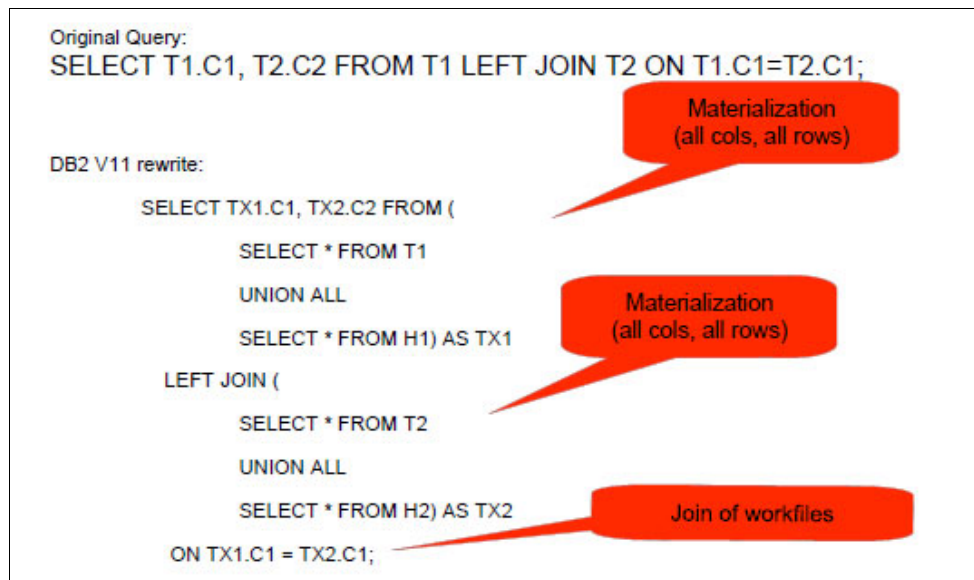 Original Query:
SELECT T1.C1, T2.C2 FROM T1 LEFT JOIN T2 ON T1.C1=T2.C1;
Materialization
(all cols, all rows)
DB2 V11 rewrite:
SELECT TX1.C1, TX2.C2 FROM (
SELECT * FROM T1
UNION ALL
SELECT * FROM H1) AS TX1
Materialization
(all cols, all rows)
LEFT JOIN (
SELECT * FROM T2
UNION ALL
SELECT * FROM H2) AS TX2
Join of workfiles
ON TX1.C1 = TX2.C1;